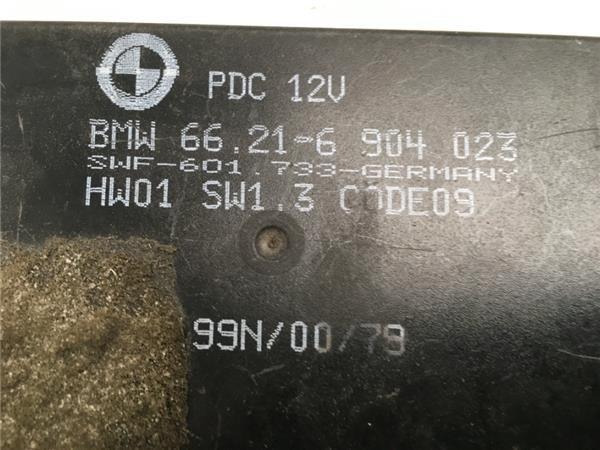 PDC 12V
BMW 66.21-6 904 023
SWF-601.733-GERMANY
HW01 SW1.3 CODE09
99N/00/79